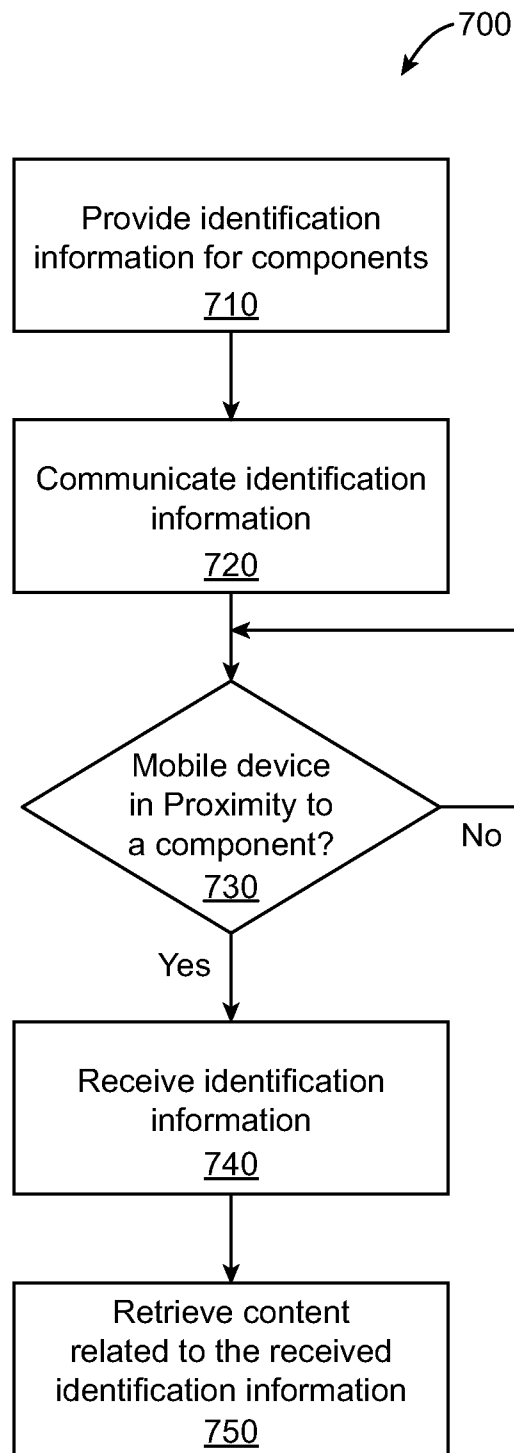 700
Provide identification
information for components
710
Communicate identification
information
720
Mobile device
in Proximity to
a component?
730
No
Yes
Receive identification
information
740
Retrieve content
related to the received
identification information
750